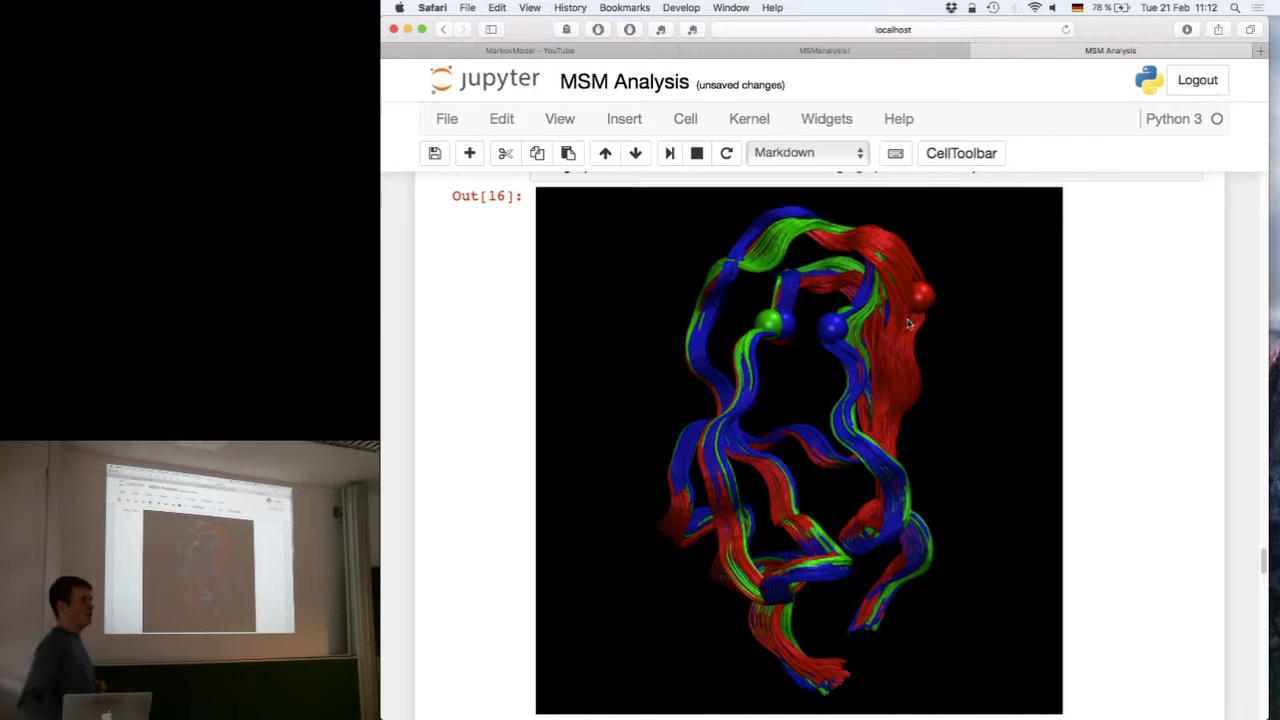 Safari File Edit View History Bookmarks Develop Window Help 78 % Tue 21 Feb 11:12
localhost
MarkovModel - YouTube MSManalysis/ MSM Analysis
jupyter MSM Analysis (unsaved changes) Logout
File Edit View Insert Cell Kernel Widgets Help Python 3
Markdown CellToolbar
Out[16]: